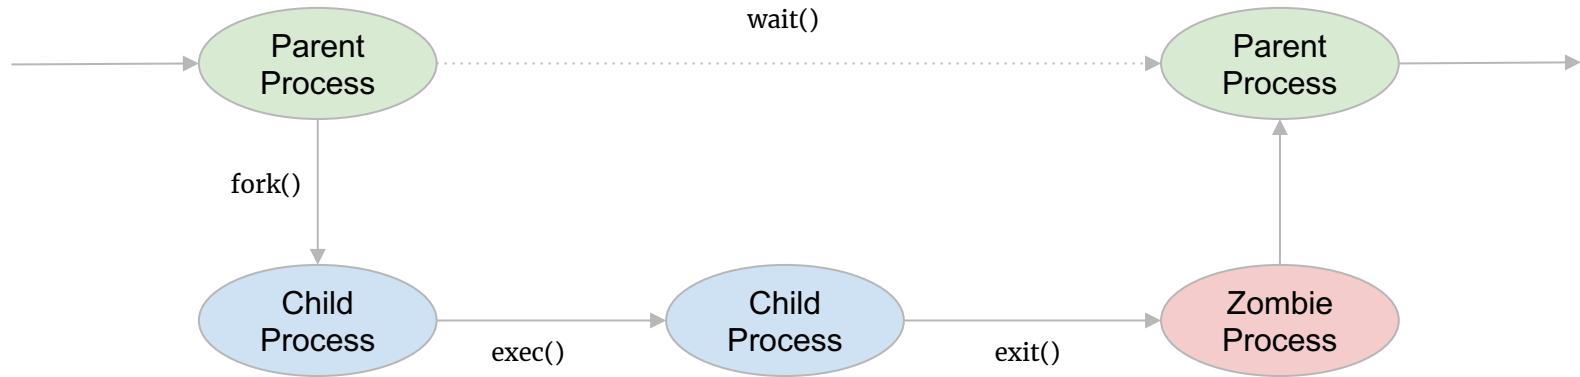 Parent
Process
wait()
Parent
Process
fork()
Child
Process
exec()
Child
Process
exit()
Zombie
Process